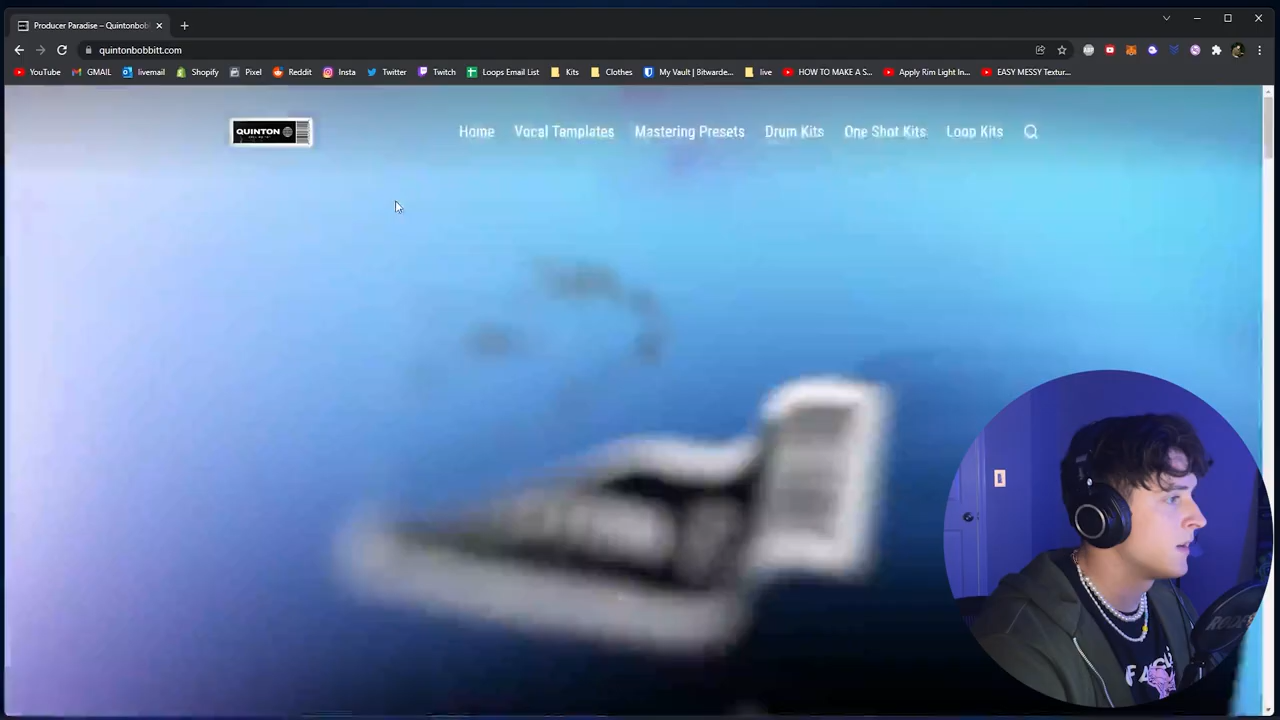 Producer Paradise – Quintonbob
quintonbobbitt.com
YouTube GMAIL livemail Shopify Pixel Reddit Insta Twitter Twitch Loops Email List Kits Clothes My Vault | Bitwarde... live HOW TO MAKE A S... Apply Rim Light In... EASY MESSY Textur...
QUINTON Home Vocal Templates Mastering Presets Drum Kits One Shot Kits Loop Kits
RODE